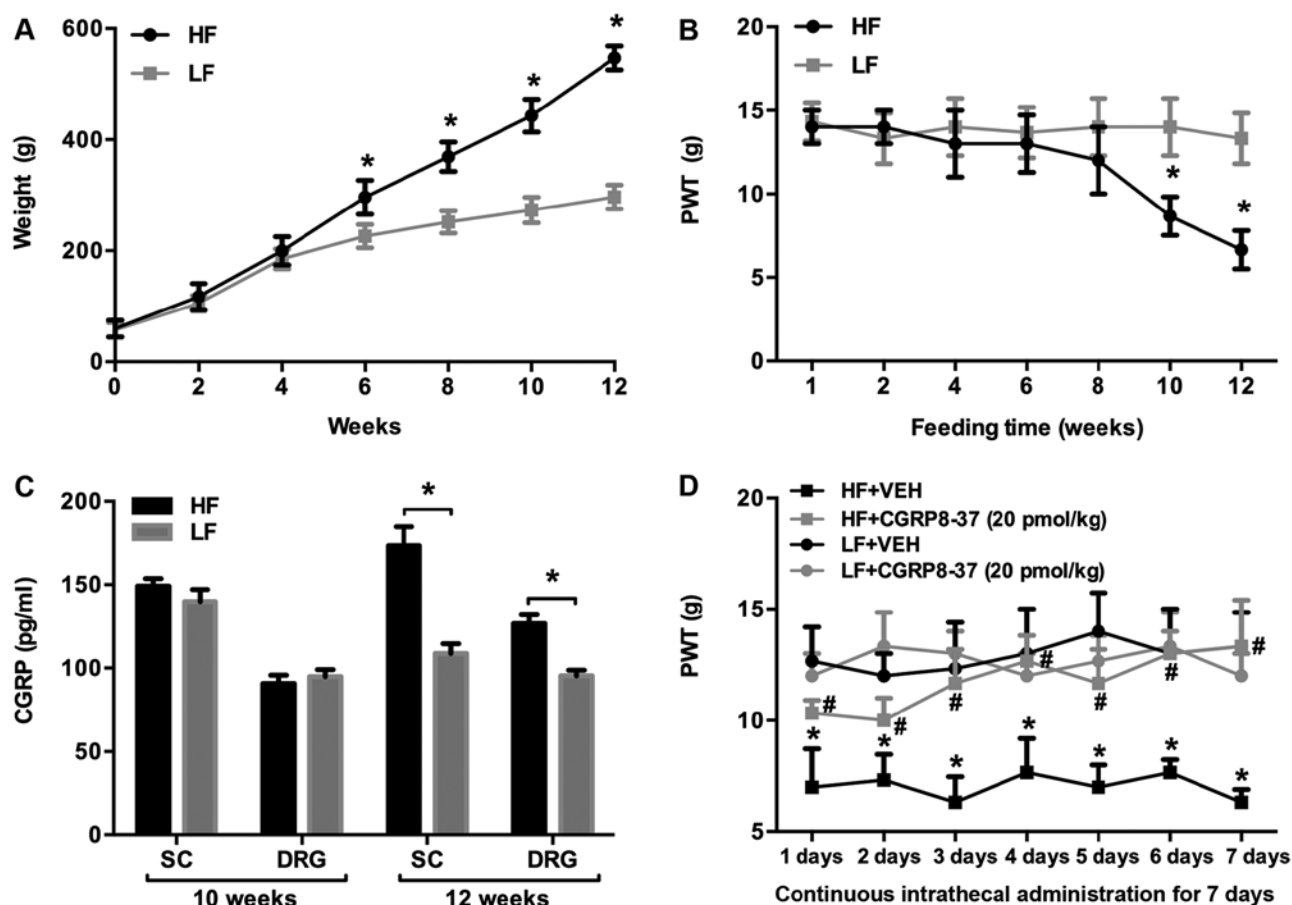 A
HF
LF
600
400
200
0
Weight (g)
*
*
*
*
0 2 4 6 8 10 12
Weeks
B
HF
LF
20
15
10
5
0
PWT (g)
*
*
1 2 4 6 8 10 12
Feeding time (weeks)
C
HF
LF
200
150
100
50
0
CGRP (pg/ml)
*
*
SC DRG SC DRG
10 weeks 12 weeks
D
HF+VEH
HF+CGRP8-37 (20 pmol/kg)
LF+VEH
LF+CGRP8-37 (20 pmol/kg)
20
15
10
5
PWT (g)
# # # # # # #
* * * * * * *
1 days 2 days 3 days 4 days 5 days 6 days 7 days
Continuous intrathecal administration for 7 days